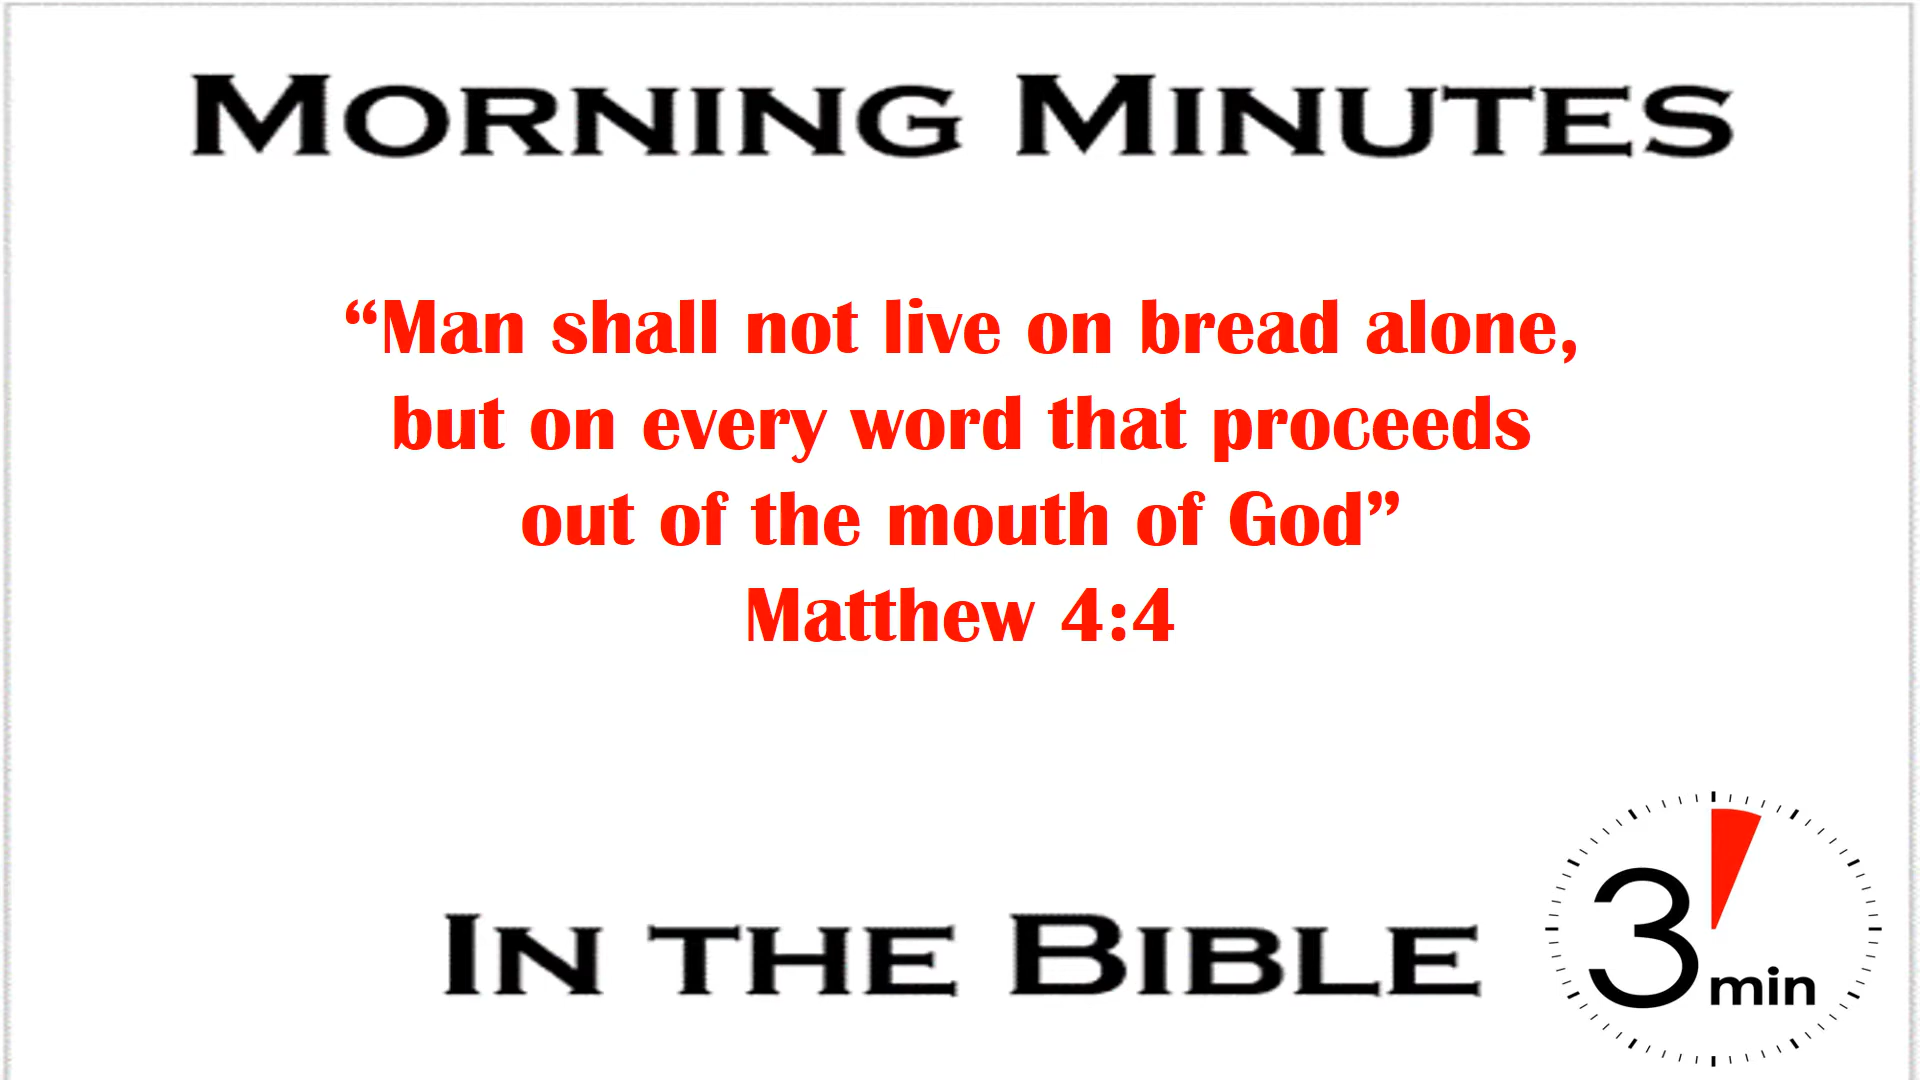 MORNING MINUTES
“Man shall not live on bread alone,
but on every word that proceeds
out of the mouth of God”
Matthew 4:4
IN THE BIBLE
3 min